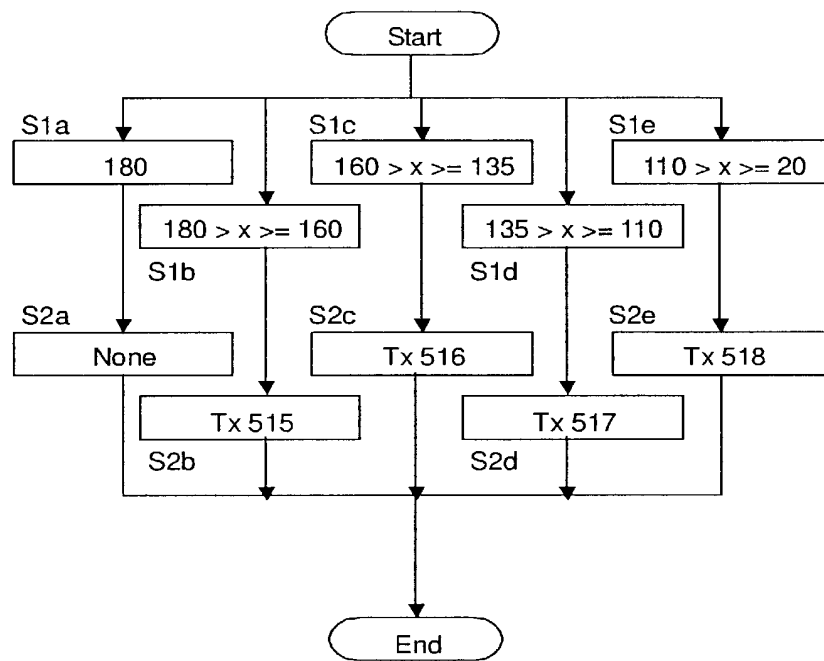 Start
S1a
S1c
S1e
180
160 > x >= 135
110 > x >= 20
180 > x >= 160
135 > x >= 110
S1b
S1d
S2a
S2c
S2e
None
Tx 516
Tx 518
Tx 515
Tx 517
S2b
S2d
End